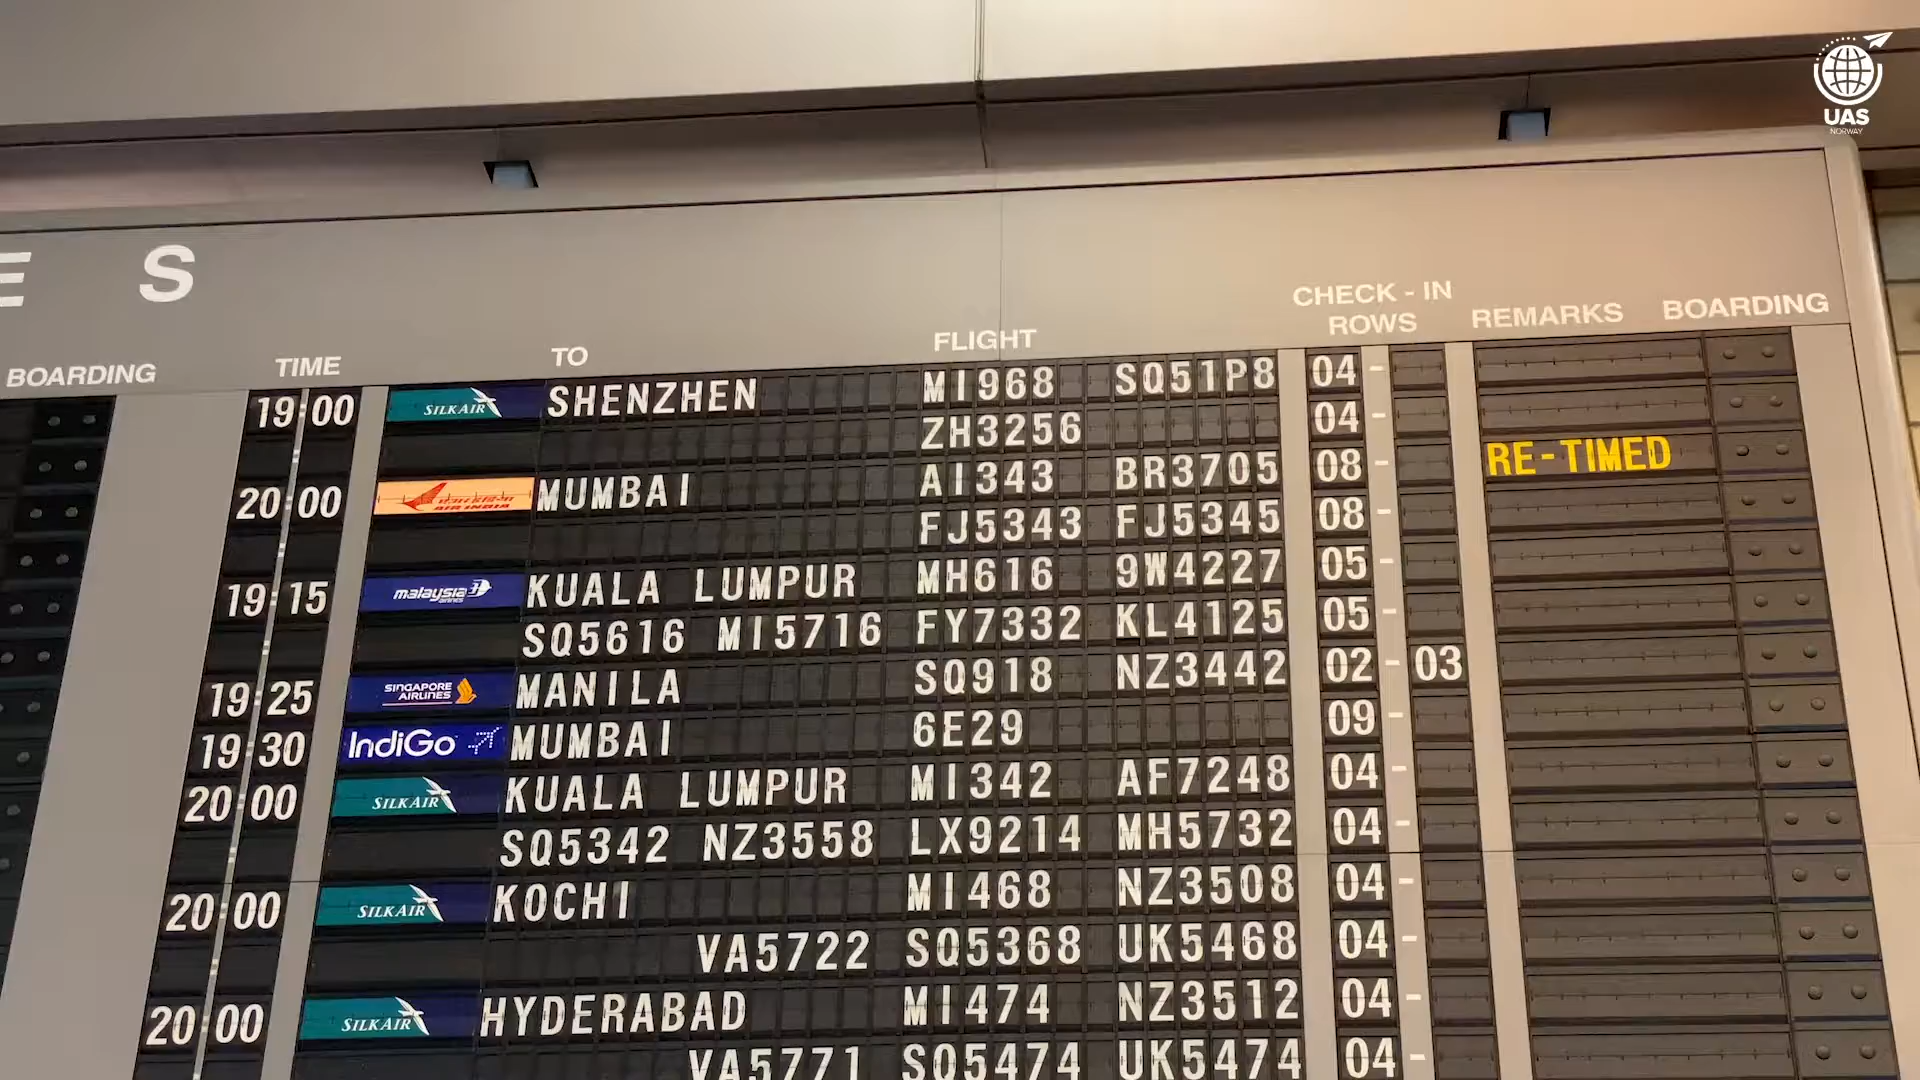 UAS
NORWAY
E S
BOARDING TIME TO FLIGHT CHECK - IN ROWS REMARKS BOARDING
19:00 SILKAIR SHENZHEN MI968 SQ51P8 04 -
ZH3256 04 -
20:00 AIR INDIA MUMBAI AI343 BR3705 08 - RE-TIMED
FJ5343 FJ5345 08 -
19:15 malaysia airlines KUALA LUMPUR MH616 9W4227 05 -
SQ5616 MI5716 FY7332 KL4125 05 -
19:25 SINGAPORE AIRLINES MANILA SQ918 NZ3442 02 - 03
19:30 IndiGo MUMBAI 6E29 09 -
20:00 SILKAIR KUALA LUMPUR MI342 AF7248 04 -
SQ5342 NZ3558 LX9214 MH5732 04 -
20:00 SILKAIR KOCHI MI468 NZ3508 04 -
VA5722 SQ5368 UK5468 04 -
20:00 SILKAIR HYDERABAD MI474 NZ3512 04 -
VA5771 SQ5474 UK5474 04 -